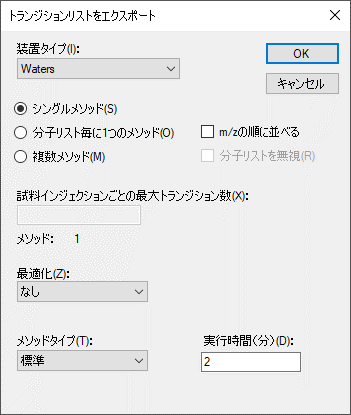 トランジションリストをエクスポート
装置タイプ(I):
Waters
OK
キャンセル
シングルメソッド(S)
分子リスト毎に1つのメソッド(O)
m/zの順に並べる
複数メソッド(M)
分子リストを無視(R)
試料インジェクションごとの最大トランジション数(X):
メソッド: 1
最適化(Z):
なし
メソッドタイプ(T):
実行時間(分)(D):
標準
2